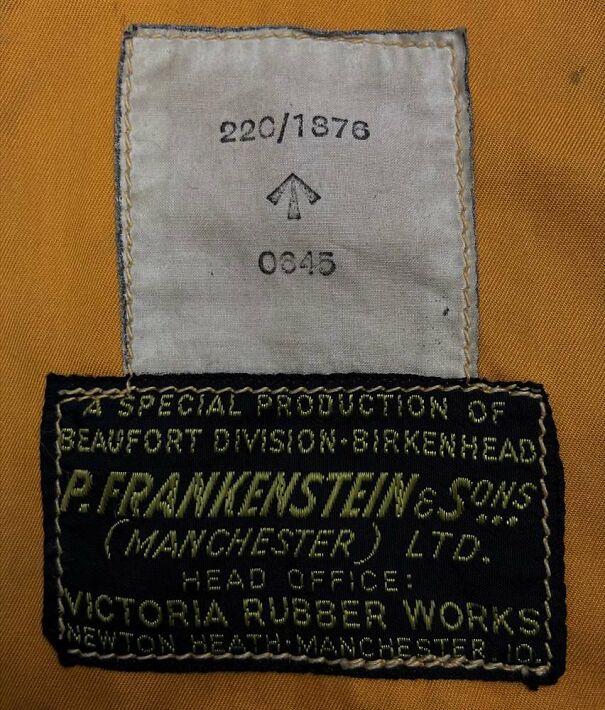 22C/1876
0645
A SPECIAL PRODUCTION OF
BEAUFORT DIVISION·BIRKENHEAD
P. FRANKENSTEIN & SONS
(MANCHESTER) LTD.
HEAD OFFICE:
VICTORIA RUBBER WORKS
NEWTON HEATH·MANCHESTER, 10.